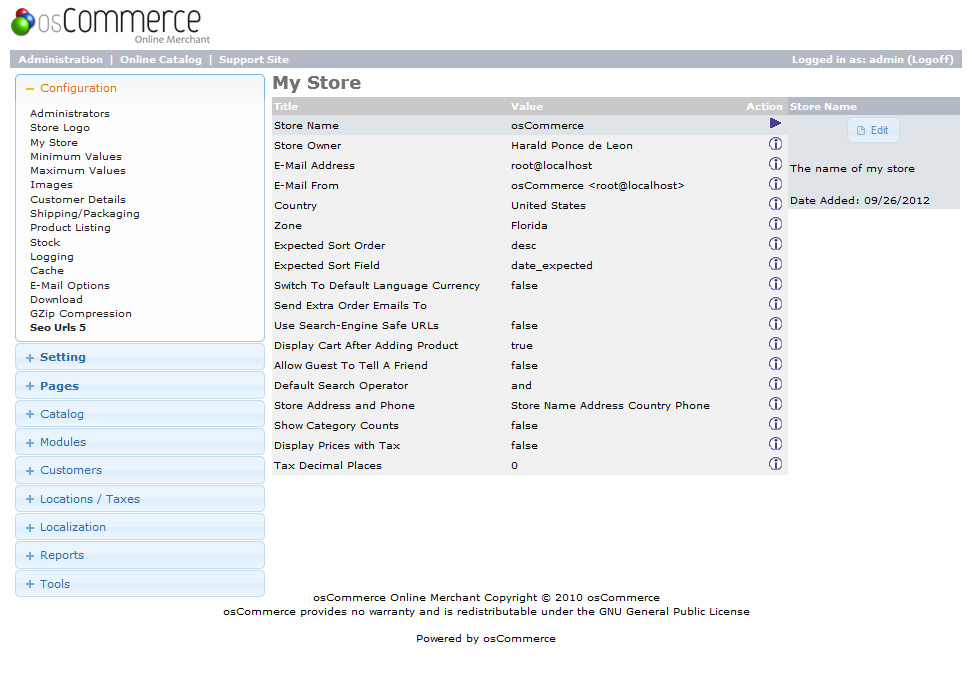 osCommerce
Online Merchant
Administration | Online Catalog | Support Site
Logged in as: admin (Logoff)
Configuration
Administrators
Store Logo
My Store
Minimum Values
Maximum Values
Images
Customer Details
Shipping/Packaging
Product Listing
Stock
Logging
Cache
E-Mail Options
Download
GZip Compression
Seo Urls 5
Setting
Pages
Catalog
Modules
Customers
Locations / Taxes
Localization
Reports
Tools
My Store
Title Value Action
Store Name osCommerce
Store Owner Harald Ponce de Leon
E-Mail Address root@localhost
E-Mail From osCommerce <root@localhost>
Country United States
Zone Florida
Expected Sort Order desc
Expected Sort Field date_expected
Switch To Default Language Currency false
Send Extra Order Emails To
Use Search-Engine Safe URLs false
Display Cart After Adding Product true
Allow Guest To Tell A Friend false
Default Search Operator and
Store Address and Phone Store Name Address Country Phone
Show Category Counts false
Display Prices with Tax false
Tax Decimal Places 0
Store Name
Edit
The name of my store
Date Added: 09/26/2012
osCommerce Online Merchant Copyright © 2010 osCommerce
osCommerce provides no warranty and is redistributable under the GNU General Public License
Powered by osCommerce